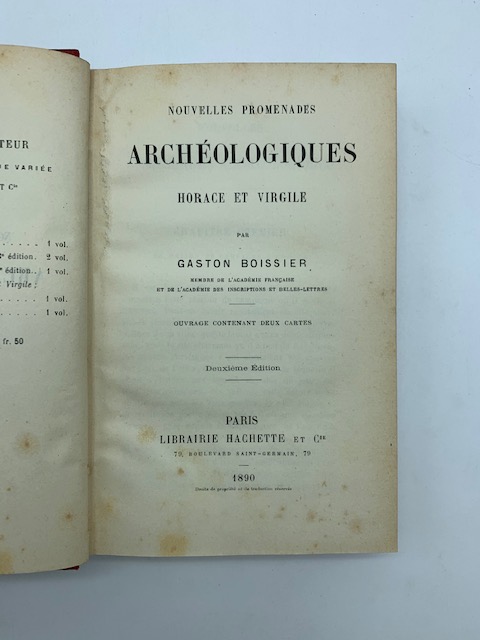 TEUR
DE VARIÉE
ET Cie
. . . . . 1 vol.
édition. 2 vol.
édition. 1 vol.
Virgile ;
. . . . . 1 vol.
. . . . . 1 vol.
fr. 50
NOUVELLES PROMENADES
ARCHÉOLOGIQUES
HORACE ET VIRGILE
PAR
GASTON BOISSIER
MEMBRE DE L'ACADÉMIE FRANÇAISE
ET DE L'ACADÉMIE DES INSCRIPTIONS ET BELLES-LETTRES
OUVRAGE CONTENANT DEUX CARTES
Deuxième Édition
PARIS
LIBRAIRIE HACHETTE ET Cie
79, BOULEVARD SAINT-GERMAIN, 79
1890
Droits de propriété et de traduction réservés